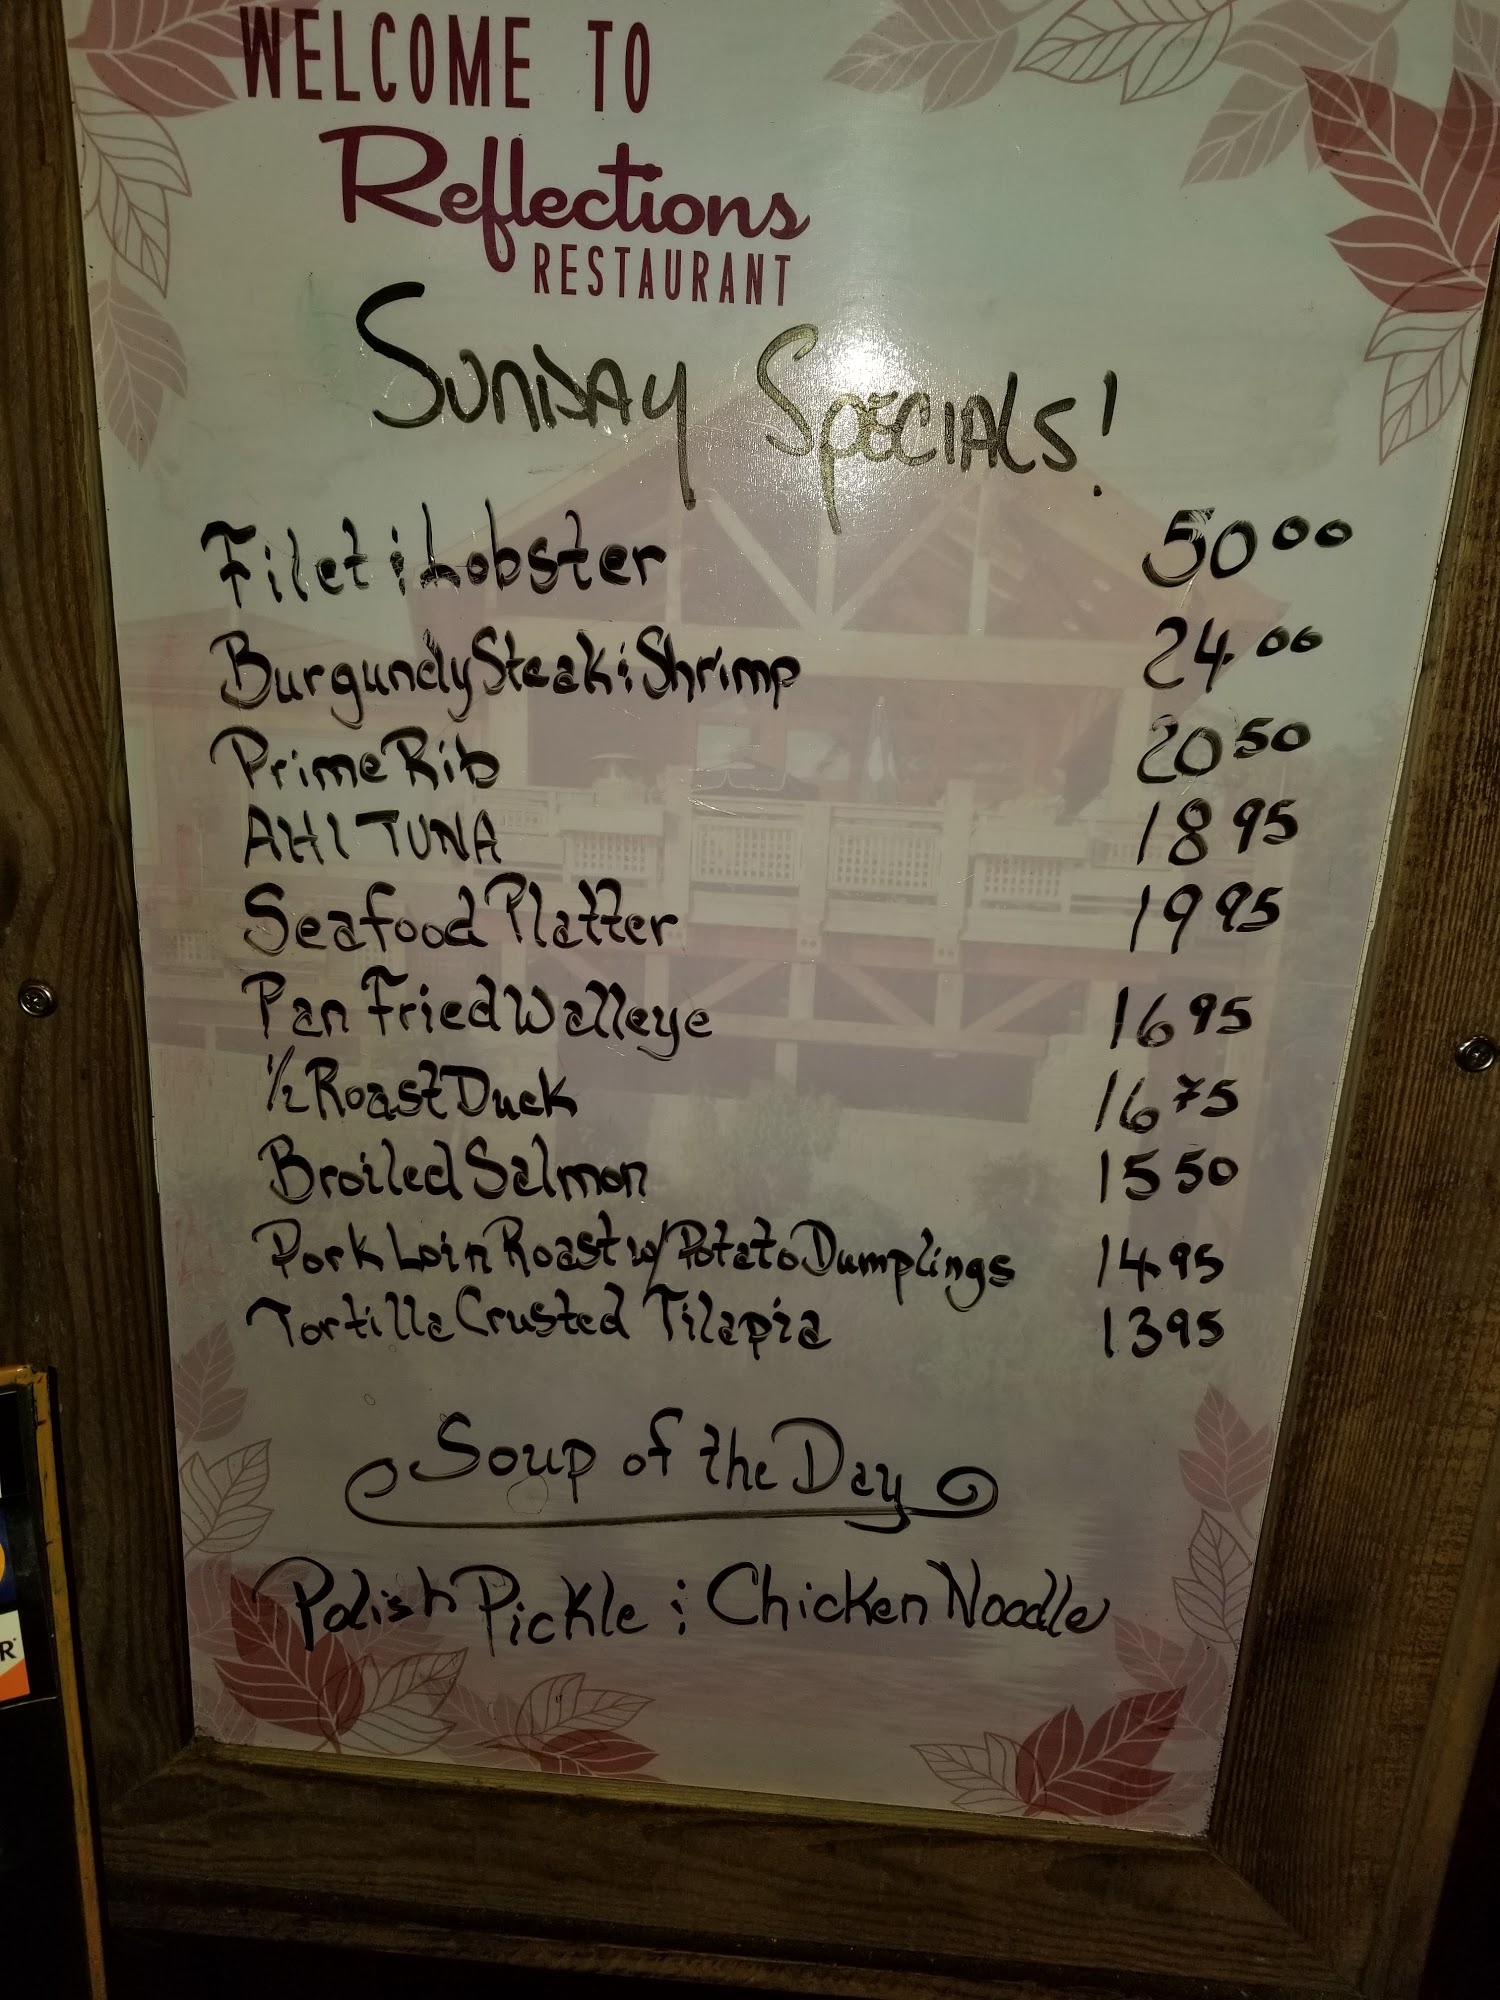 WELCOME TO
Reflections
RESTAURANT
SUNDAY SPECIALS!
Filet & Lobster 50.00
Burgundy Steak & Shrimp 24.00
Prime Rib 20 50
AHI TUNA 18 95
Seafood Platter 19 95
Pan Fried Walleye 16 95
1/2 Roast Duck 16 75
Broiled Salmon 15 50
Pork Loin Roast w/ Potato Dumplings 14.95
Tortilla Crusted Tilapia 13 95
Soup of the Day
Polish Pickle & Chicken Noodle
R